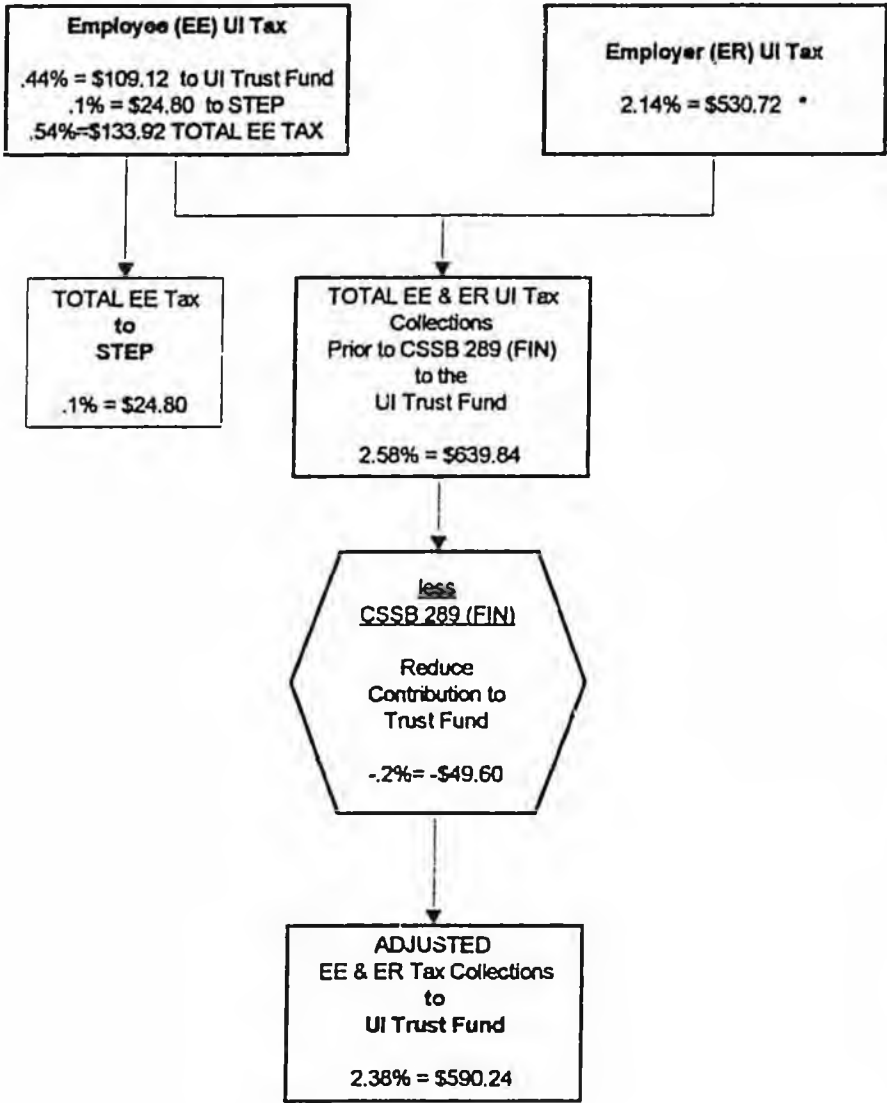 Employee (EE) UI Tax
.44% = $109.12 to UI Trust Fund
.1% = $24.80 to STEP
.54%=$133.92 TOTAL EE TAX
Employer (ER) UI Tax
2.14% = $530.72 *
TOTAL EE Tax
to
STEP
.1% = $24.80
TOTAL EE & ER UI Tax
Collections
Prior to CSSB 289 (FIN)
to the
UI Trust Fund
2.58% = $639.84
less
CSSB 289 (FIN)
Reduce
Contribution to
Trust Fund
-.2%= -$49.60
ADJUSTED
EE & ER Tax Collections
to
UI Trust Fund
2.38% = $590.24